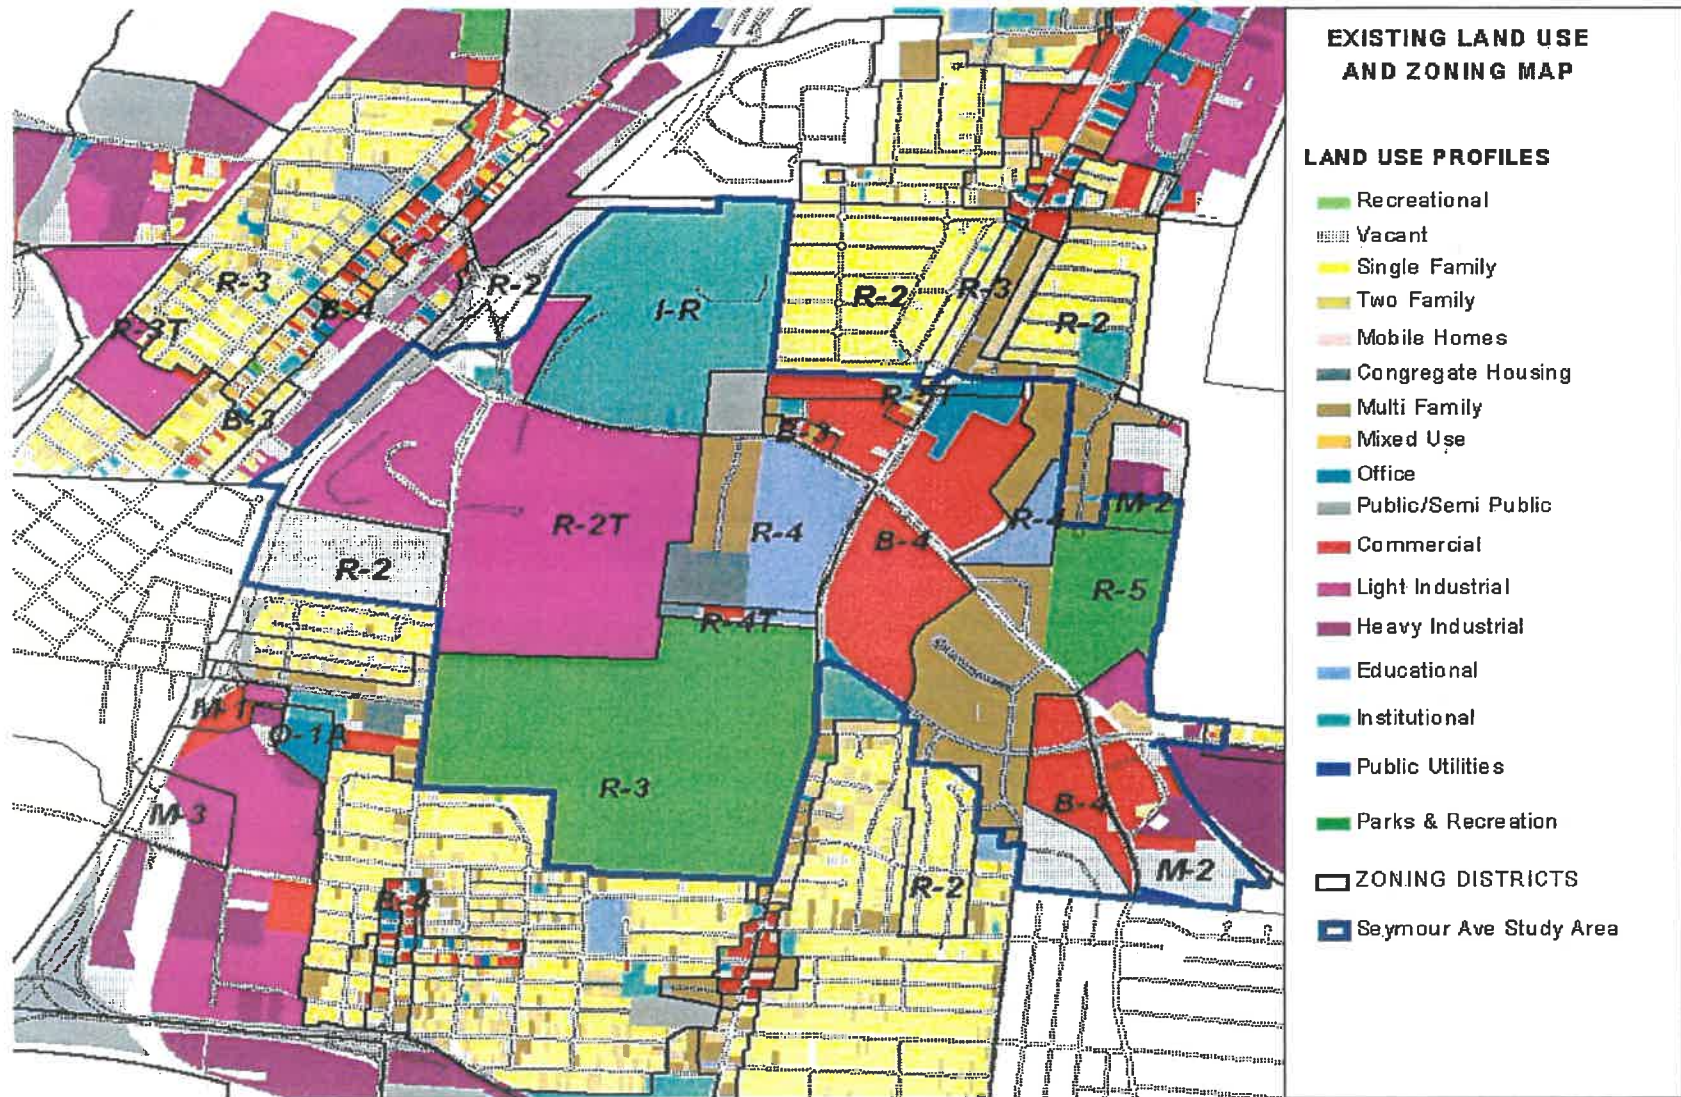 EXISTING LAND USE
AND ZONING MAP
LAND USE PROFILES
Recreational
Vacant
Single Family
Two Family
Mobile Homes
Congregate Housing
Multi Family
Mixed Use
Office
Public/Semi Public
Commercial
Light Industrial
Heavy Industrial
Educational
Institutional
Public Utilities
Parks & Recreation
ZONING DISTRICTS
Seymour Ave Study Area
R-3
B-4
R-2
I-R
R-2
R-3
R-2
B-3
R-2T
R-4
B-4
R-4
M-2
R-2
R-5
R-4T
M-1
O-1A
R-3
M-3
B-4
R-2
M-2